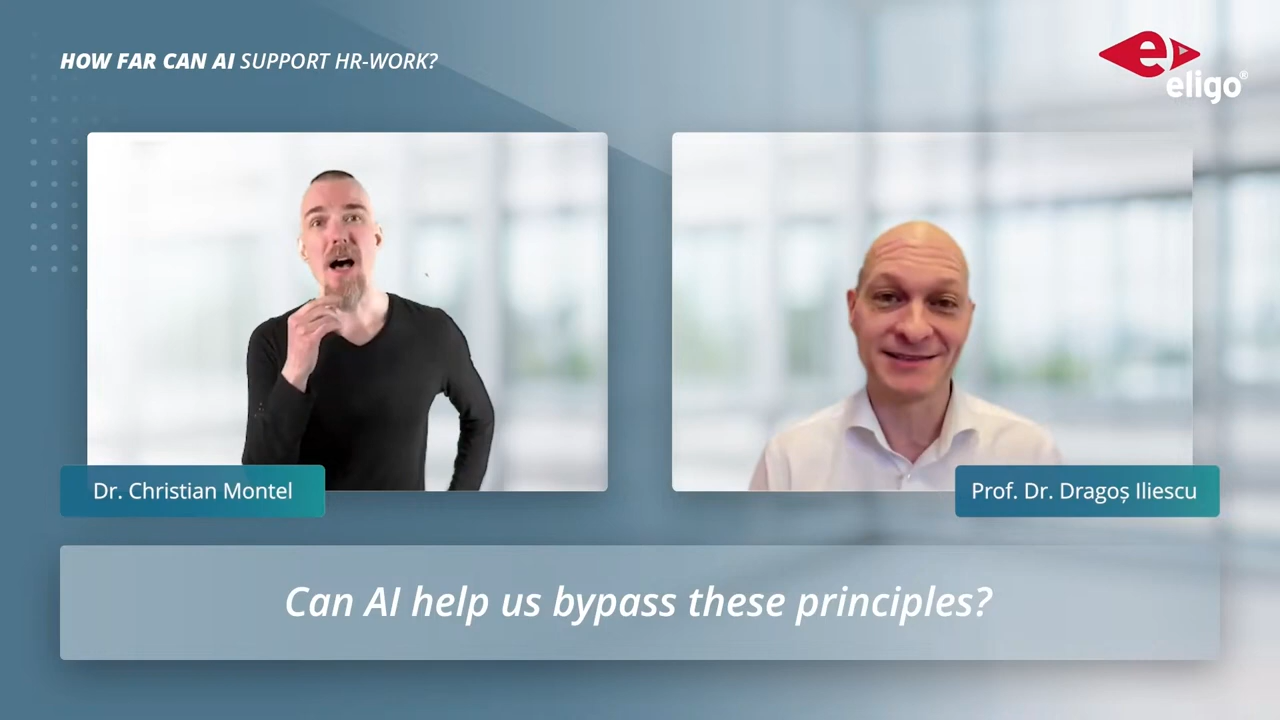 HOW FAR CAN AI SUPPORT HR-WORK?
e
eligo®
Dr. Christian Montel
Prof. Dr. Dragoș Iliescu
Can AI help us bypass these principles?